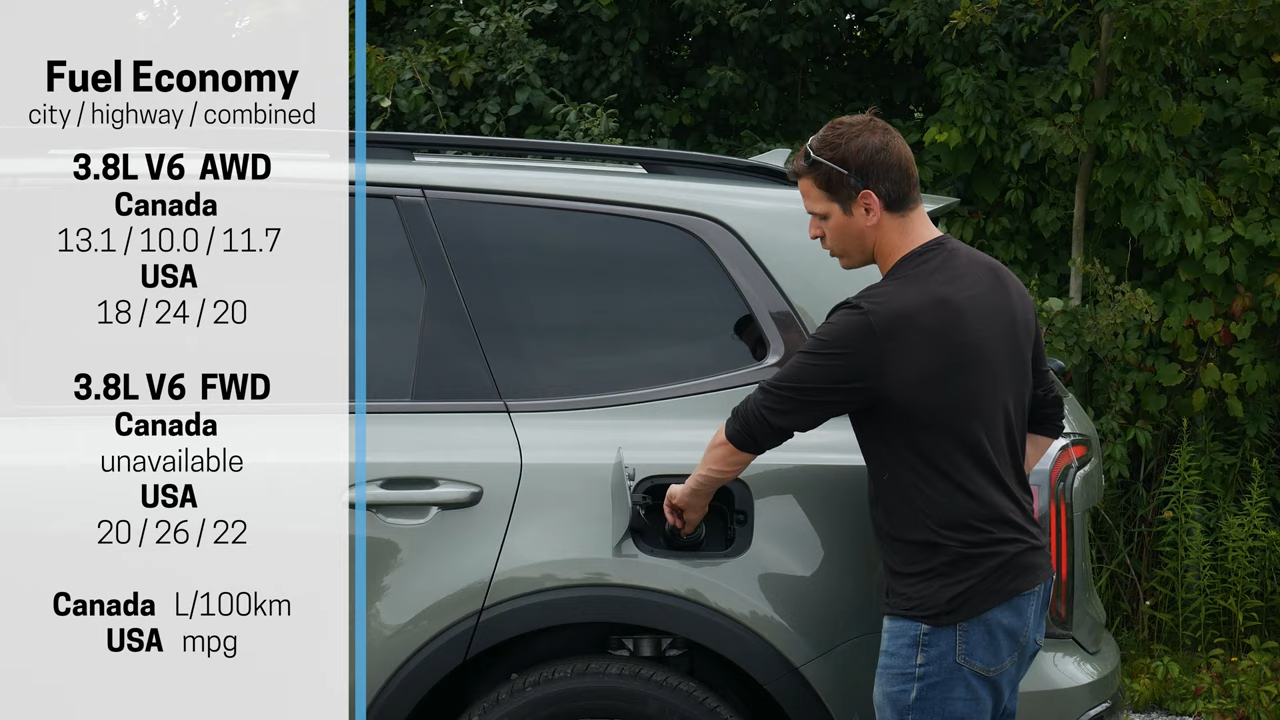 Fuel Economy
city / highway / combined
3.8L V6 AWD
Canada
13.1 / 10.0 / 11.7
USA
18 / 24 / 20
3.8L V6 FWD
Canada
unavailable
USA
20 / 26 / 22
Canada L/100km
USA mpg